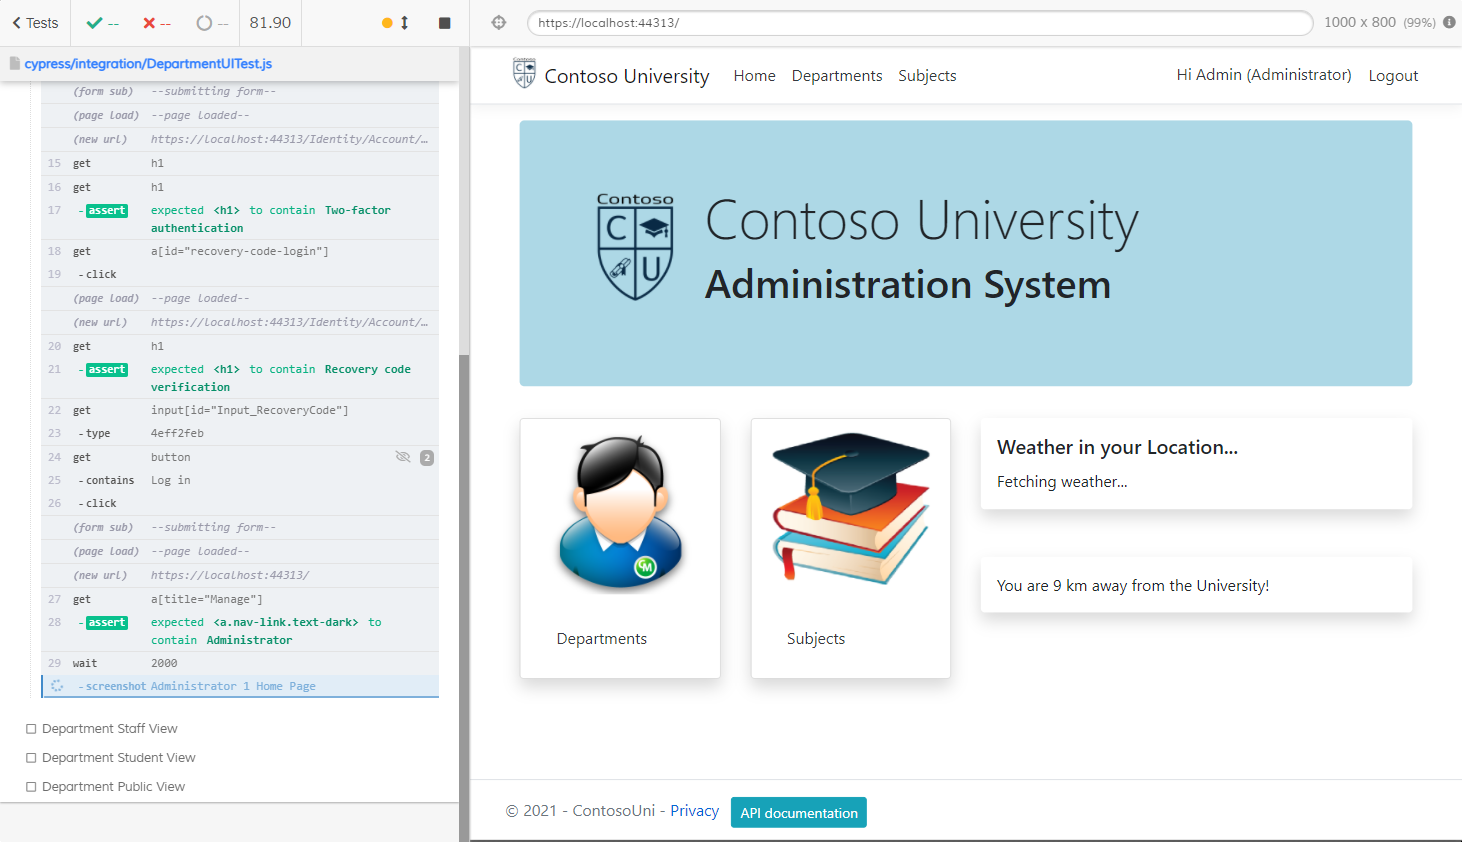 Tests
--
--
--
81.90
https://localhost:44313/
1000 x 800 (99%)
cypress/integration/DepartmentUITest.js
(form sub) --submitting form--
(page load) --page loaded--
(new url) https://localhost:44313/Identity/Account/…
15 get h1
16 get h1
17 -assert expected <h1> to contain Two-factor
authentication
18 get a[id="recovery-code-login"]
19 -click
(page load) --page loaded--
(new url) https://localhost:44313/Identity/Account/…
20 get h1
21 -assert expected <h1> to contain Recovery code
verification
22 get input[id="Input_RecoveryCode"]
23 -type 4eff2feb
24 get button 2
25 -contains Log in
26 -click
(form sub) --submitting form--
(page load) --page loaded--
(new url) https://localhost:44313/
27 get a[title="Manage"]
28 -assert expected <a.nav-link.text-dark> to
contain Administrator
29 wait 2000
-screenshot Administrator 1 Home Page
Department Staff View
Department Student View
Department Public View
Contoso University
Home
Departments
Subjects
Hi Admin (Administrator)
Logout
Contoso
C
U
Contoso University
Administration System
Departments
Subjects
Weather in your Location...
Fetching weather...
You are 9 km away from the University!
© 2021 - ContosoUni - Privacy
API documentation